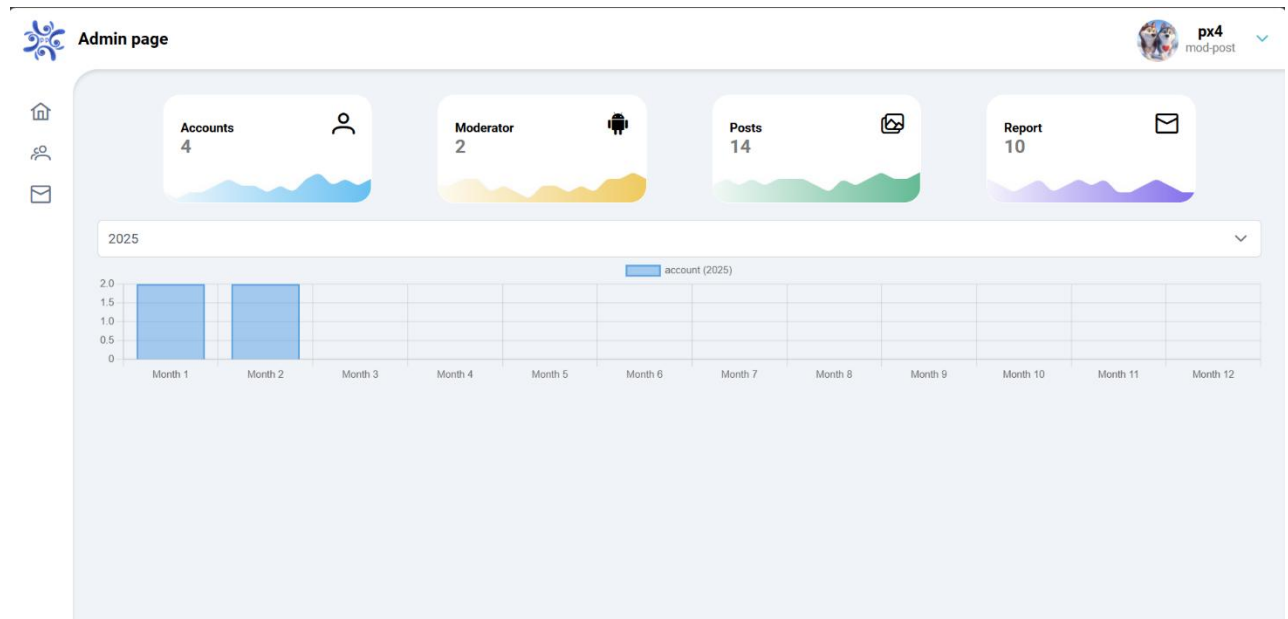 Admin page
px4
mod-post
Accounts
4
Moderator
2
Posts
14
Report
10
2025
account (2025)
2.0
1.5
1.0
0.5
0
Month 1 Month 2 Month 3 Month 4 Month 5 Month 6 Month 7 Month 8 Month 9 Month 10 Month 11 Month 12